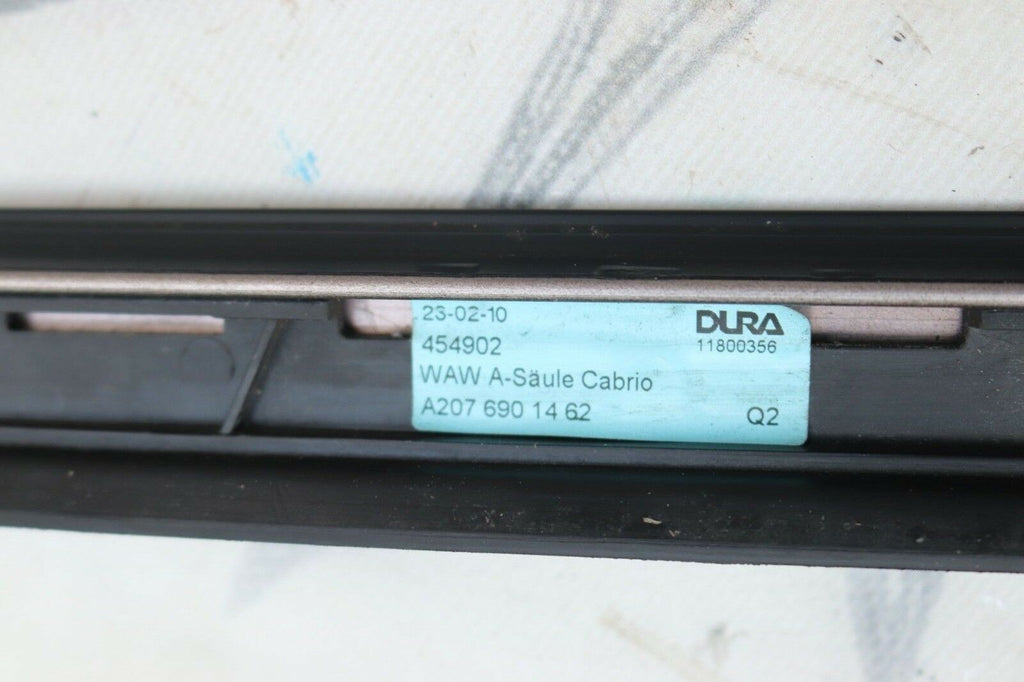 23-02-10
DURA
454902
11800356
WAW A-Säule Cabrio
A207 690 14 62
Q2